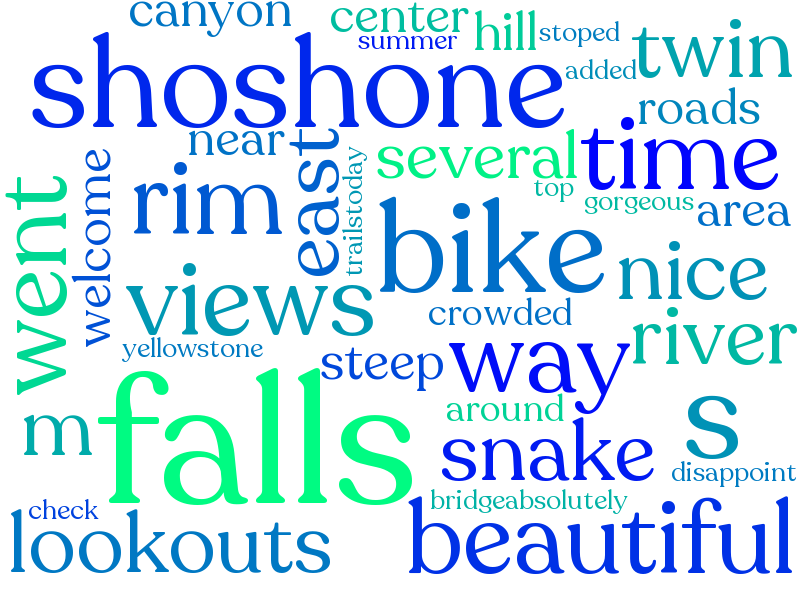 canyon
center
summer
hill
stoped
twin
shoshone
added
roads
near
east
several
time
welcome
rim
trailstoday
top
gorgeous
area
went
bike
nice
views
crowded
river
yellowstone
steep
way
falls
m
around
s
snake
disappoint
check
bridgeabsolutely
lookouts
beautiful